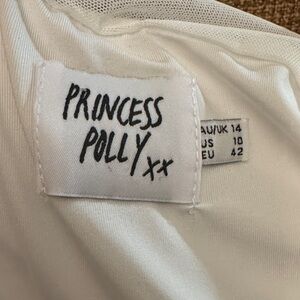 PRINCESS
POLLY xx
AU/UK 14
US 10
EU 42